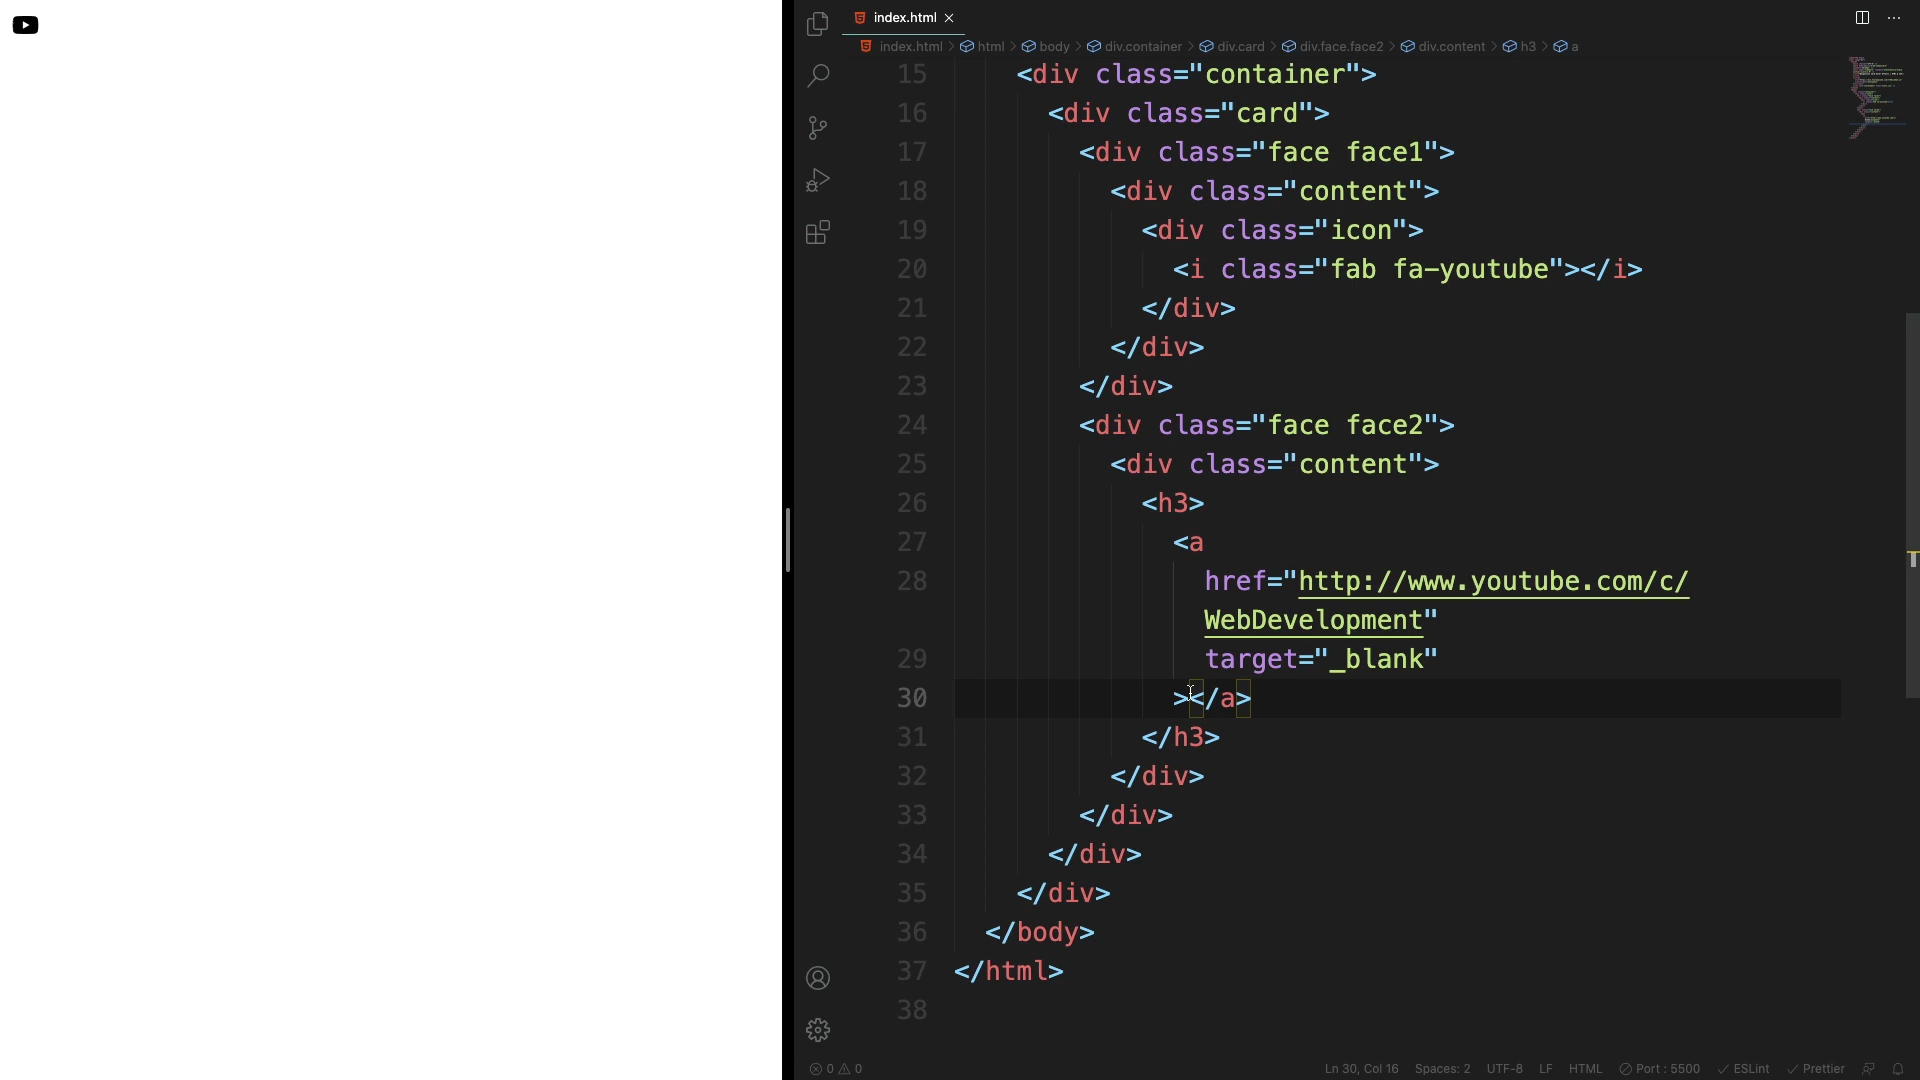 index.html
index.html > html > body > div.container > div.card > div.face.face2 > div.content > h3 > a
15 <div class="container">
16 <div class="card">
17 <div class="face face1">
18 <div class="content">
19 <div class="icon">
20 <i class="fab fa-youtube"></i>
21 </div>
22 </div>
23 </div>
24 <div class="face face2">
25 <div class="content">
26 <h3>
27 <a
28 href="http://www.youtube.com/c/
WebDevelopment"
29 target="_blank"
30 ></a>
31 </h3>
32 </div>
33 </div>
34 </div>
35 </div>
36 </body>
37 </html>
38
0 0 Ln 30, Col 16 Spaces: 2 UTF-8 LF HTML Port : 5500 ESLint Prettier